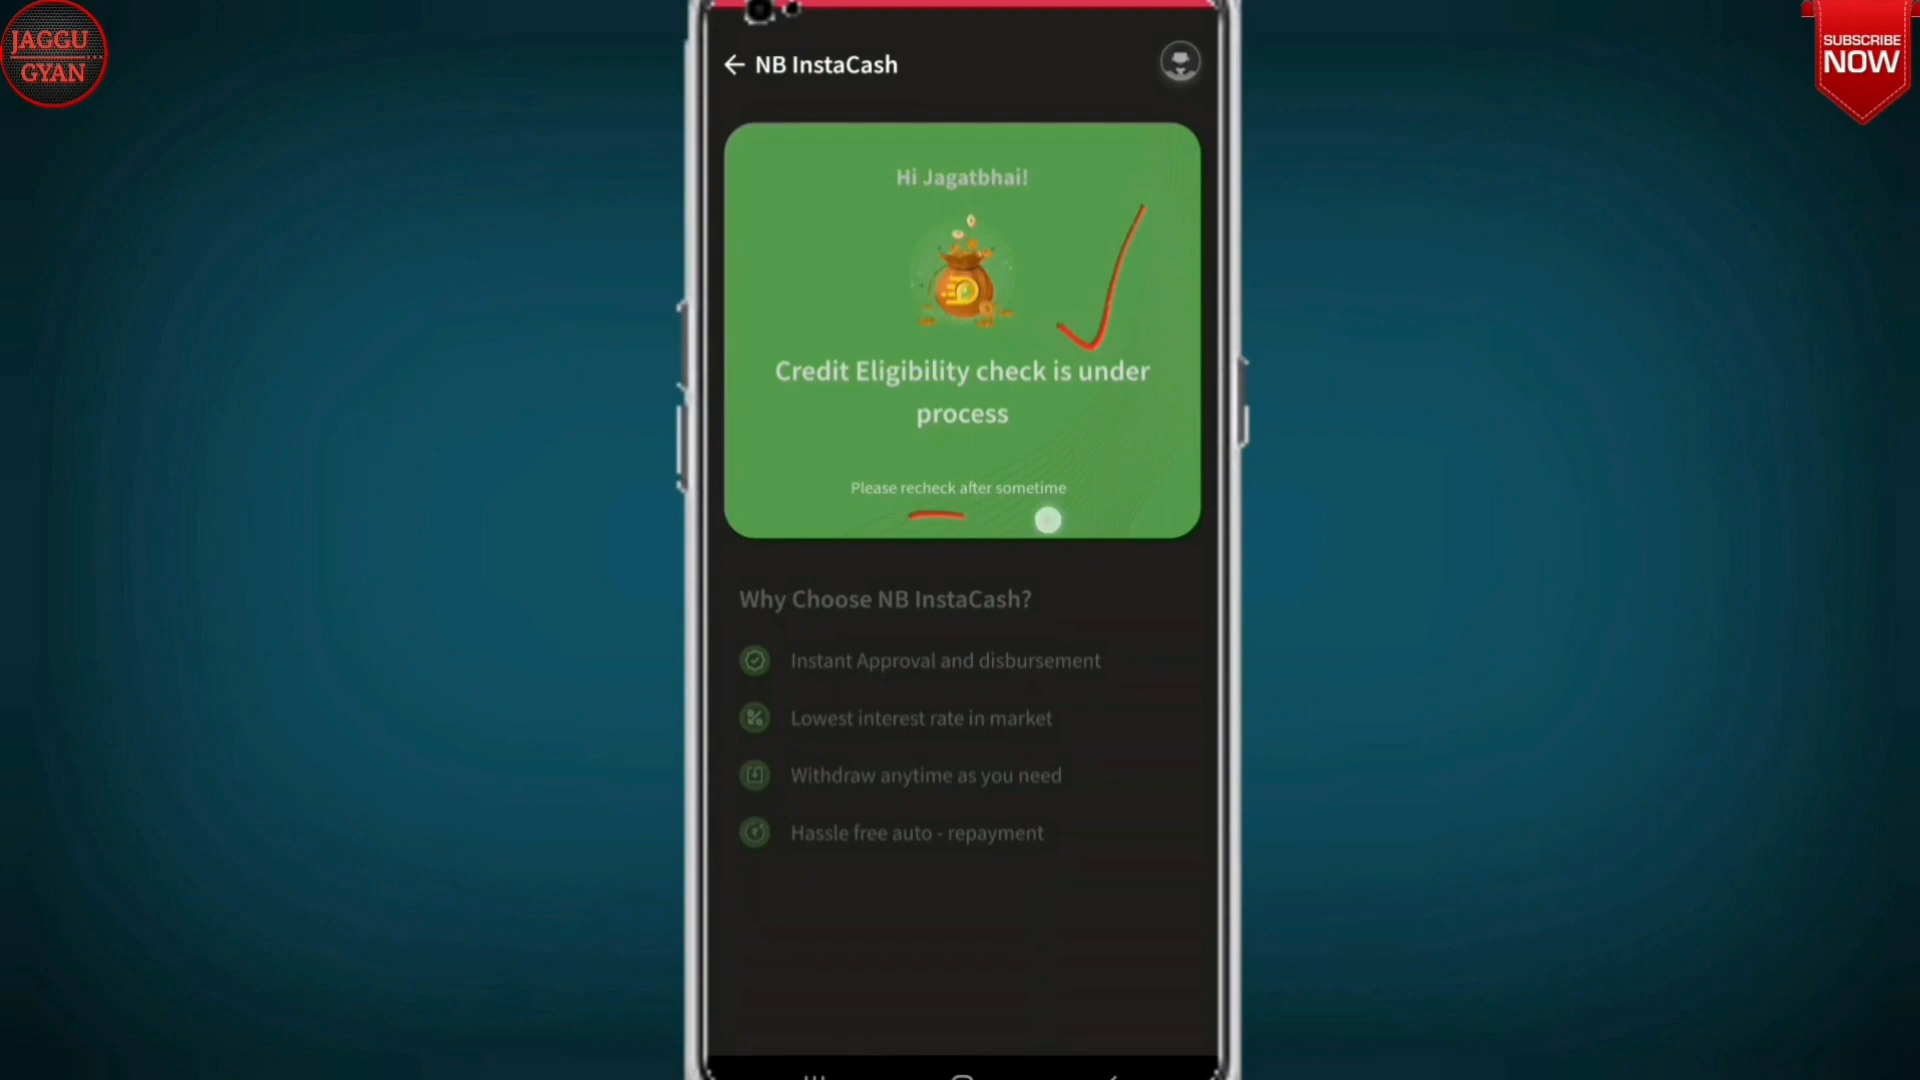 JAGGU
GYAN
SUBSCRIBE
NOW
NB InstaCash
Hi Jagatbhai!
Credit Eligibility check is under
process
Please recheck after sometime
Why Choose NB InstaCash?
Instant Approval and disbursement
Lowest interest rate in market
Withdraw anytime as you need
Hassle free auto - repayment